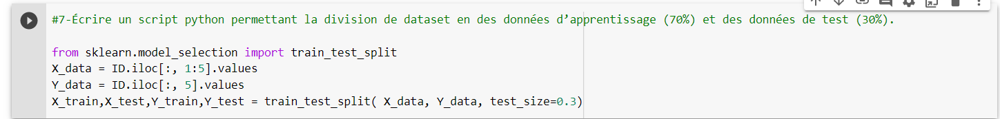 #7-Écrire un script python permettant la division de dataset en des données d’apprentissage (70%) et des données de test (30%).
from sklearn.model_selection import train_test_split
X_data = ID.iloc[:, 1:5].values
Y_data = ID.iloc[:, 5].values
X_train,X_test,Y_train,Y_test = train_test_split( X_data, Y_data, test_size=0.3)